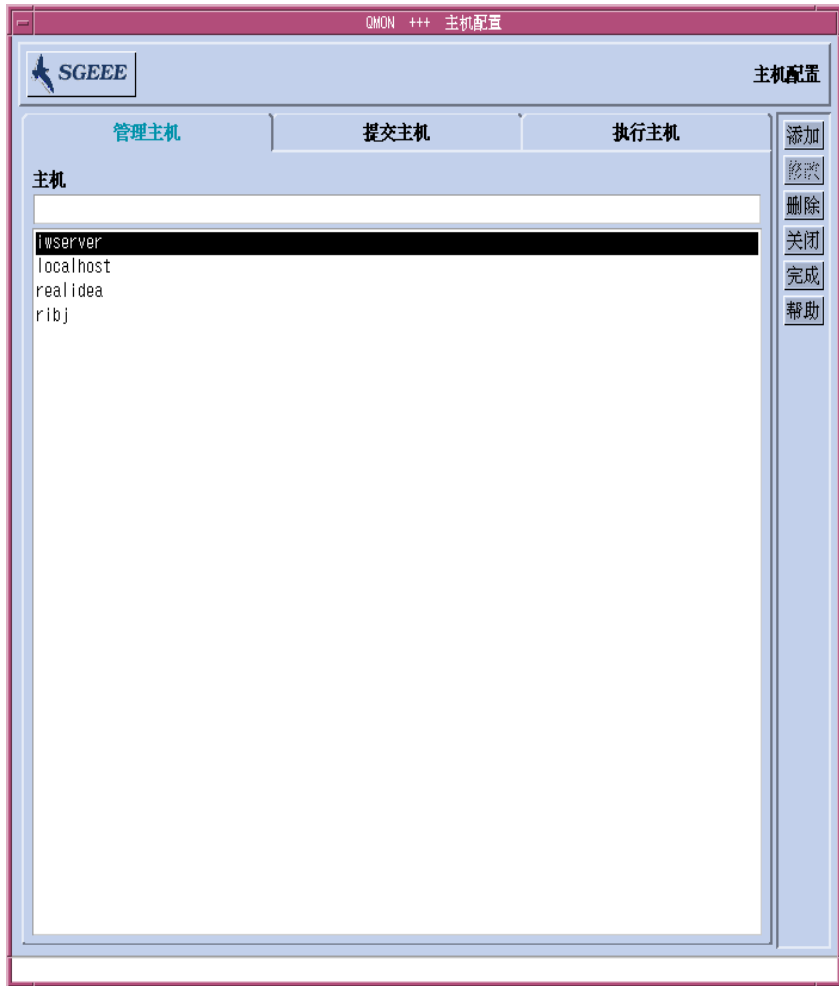 QMON +++ 主机配置
SGEEE
主机配置
管理主机 提交主机 执行主机
主机
iwserver
localhost
realidea
ribj
添加
修改
删除
关闭
完成
帮助